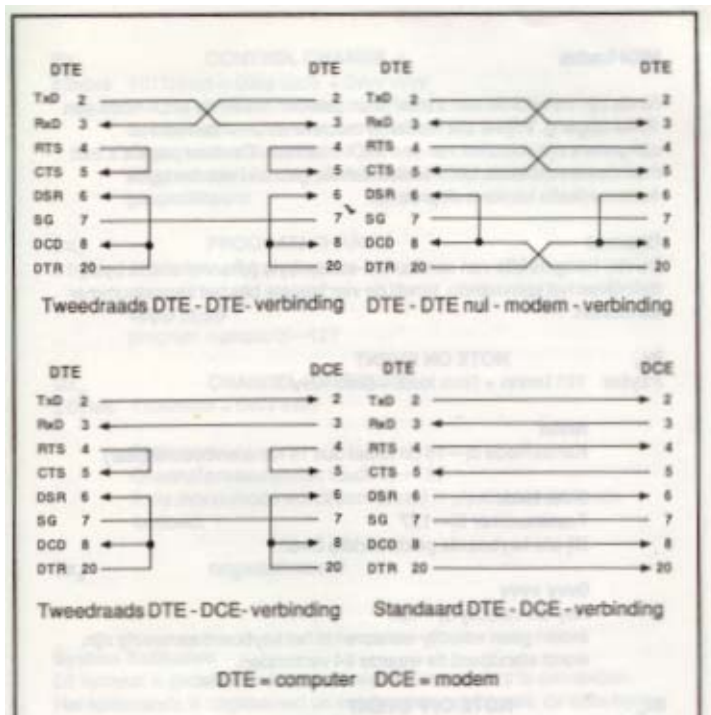 DTE DTE
TxD 2 2
RxD 3 3
RTS 4 4
CTS 5 5
DSR 6 6
SG 7 7
DCD 8 8
DTR 20 20
Tweedraads DTE - DTE- verbinding
DTE DTE
TxD 2 2
RxD 3 3
RTS 4 4
CTS 5 5
DSR 6 6
SG 7 7
DCD 8 8
DTR 20 20
DTE - DTE nul - modem - verbinding
DTE DCE
TxD 2 2
RxD 3 3
RTS 4 4
CTS 5 5
DSR 6 6
SG 7 7
DCD 8 8
DTR 20 20
Tweedraads DTE - DCE- verbinding
DTE DCE
TxD 2 2
RxD 3 3
RTS 4 4
CTS 5 5
DSR 6 6
SG 7 7
DCD 8 8
DTR 20 20
Standaard DTE - DCE - verbinding
DTE = computer DCE = modem